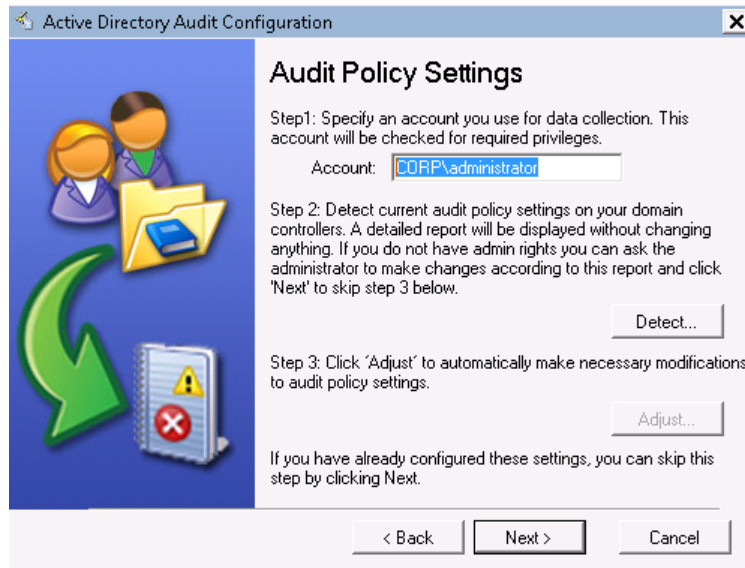 Active Directory Audit Configuration
Audit Policy Settings
Step1: Specify an account you use for data collection. This
account will be checked for required privileges.
Account: CORP\administrator
Step 2: Detect current audit policy settings on your domain
controllers. A detailed report will be displayed without changing
anything. If you do not have admin rights you can ask the
administrator to make changes according to this report and click
'Next' to skip step 3 below.
Detect...
Step 3: Click ´Adjust´ to automatically make necessary modifications
to audit policy settings.
Adjust...
If you have already configured these settings, you can skip this
step by clicking Next.
< Back Next > Cancel